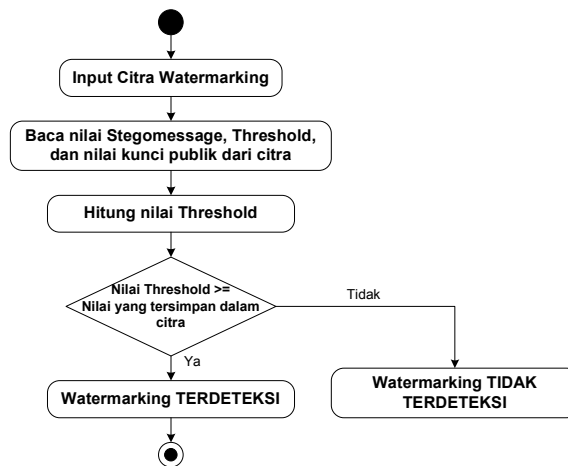 Input Citra Watermarking
Baca nilai Stegomessage, Threshold,
dan nilai kunci publik dari citra
Hitung nilai Threshold
Nilai Threshold >=
Nilai yang tersimpan dalam
citra
Tidak
Ya
Watermarking TERDETEKSI
Watermarking TIDAK
TERDETEKSI